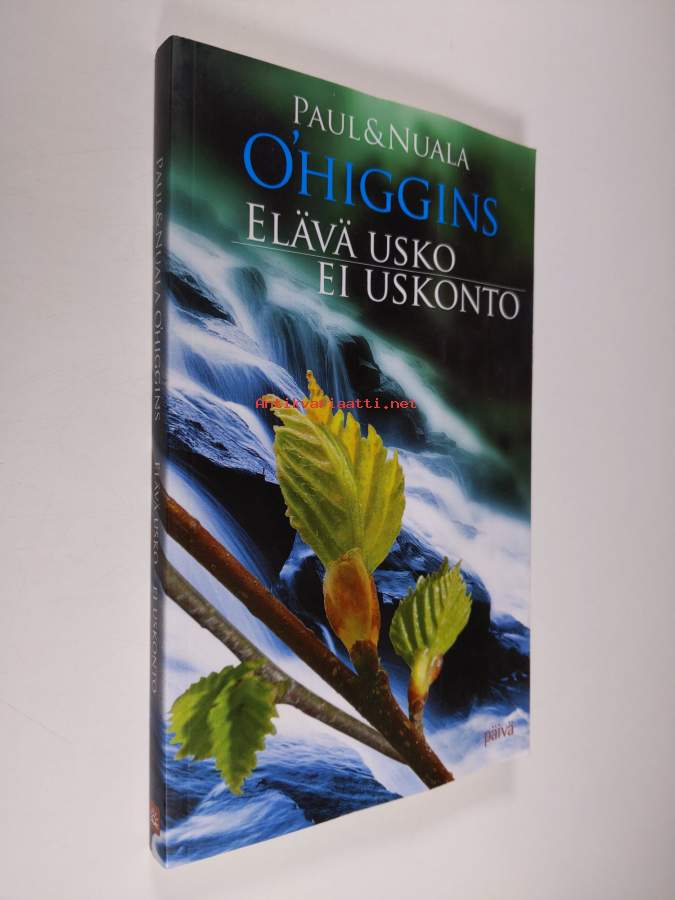 PAUL & NUALA
O'HIGGINS
ELÄVÄ USKO
EI USKONTO
Antikvariaatti.net
päivä
PAUL & NUALA O'HIGGINS ELÄVÄ USKO EI USKONTO